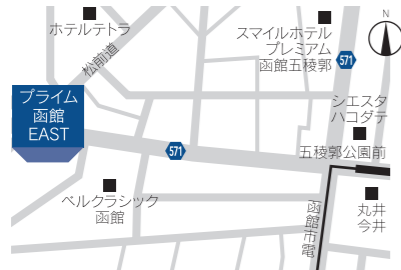 ホテルテトラ
松前道
スマイルホテル
プレミアム
函館五稜郭
N
571
プライム
函館
EAST
シエスタ
ハコダテ
571
五稜郭公園前
ベルクラシック
函館
函館市電
丸井
今井